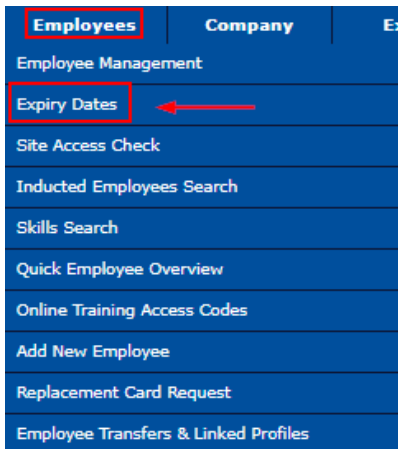 Employees Company
Employee Management
Expiry Dates
Site Access Check
Inducted Employees Search
Skills Search
Quick Employee Overview
Online Training Access Codes
Add New Employee
Replacement Card Request
Employee Transfers & Linked Profiles